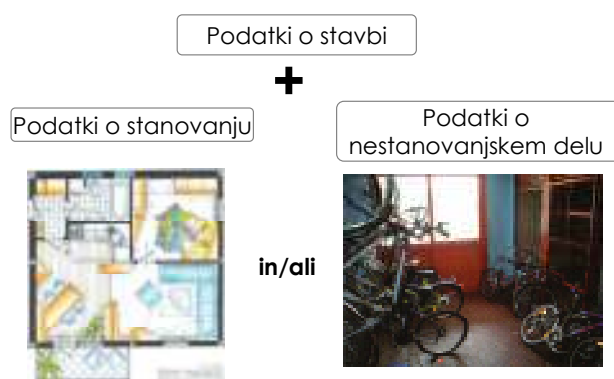 Podatki o stavbi
+
Podatki o stanovanju
Podatki o
nestanovanjskem delu
in/ali